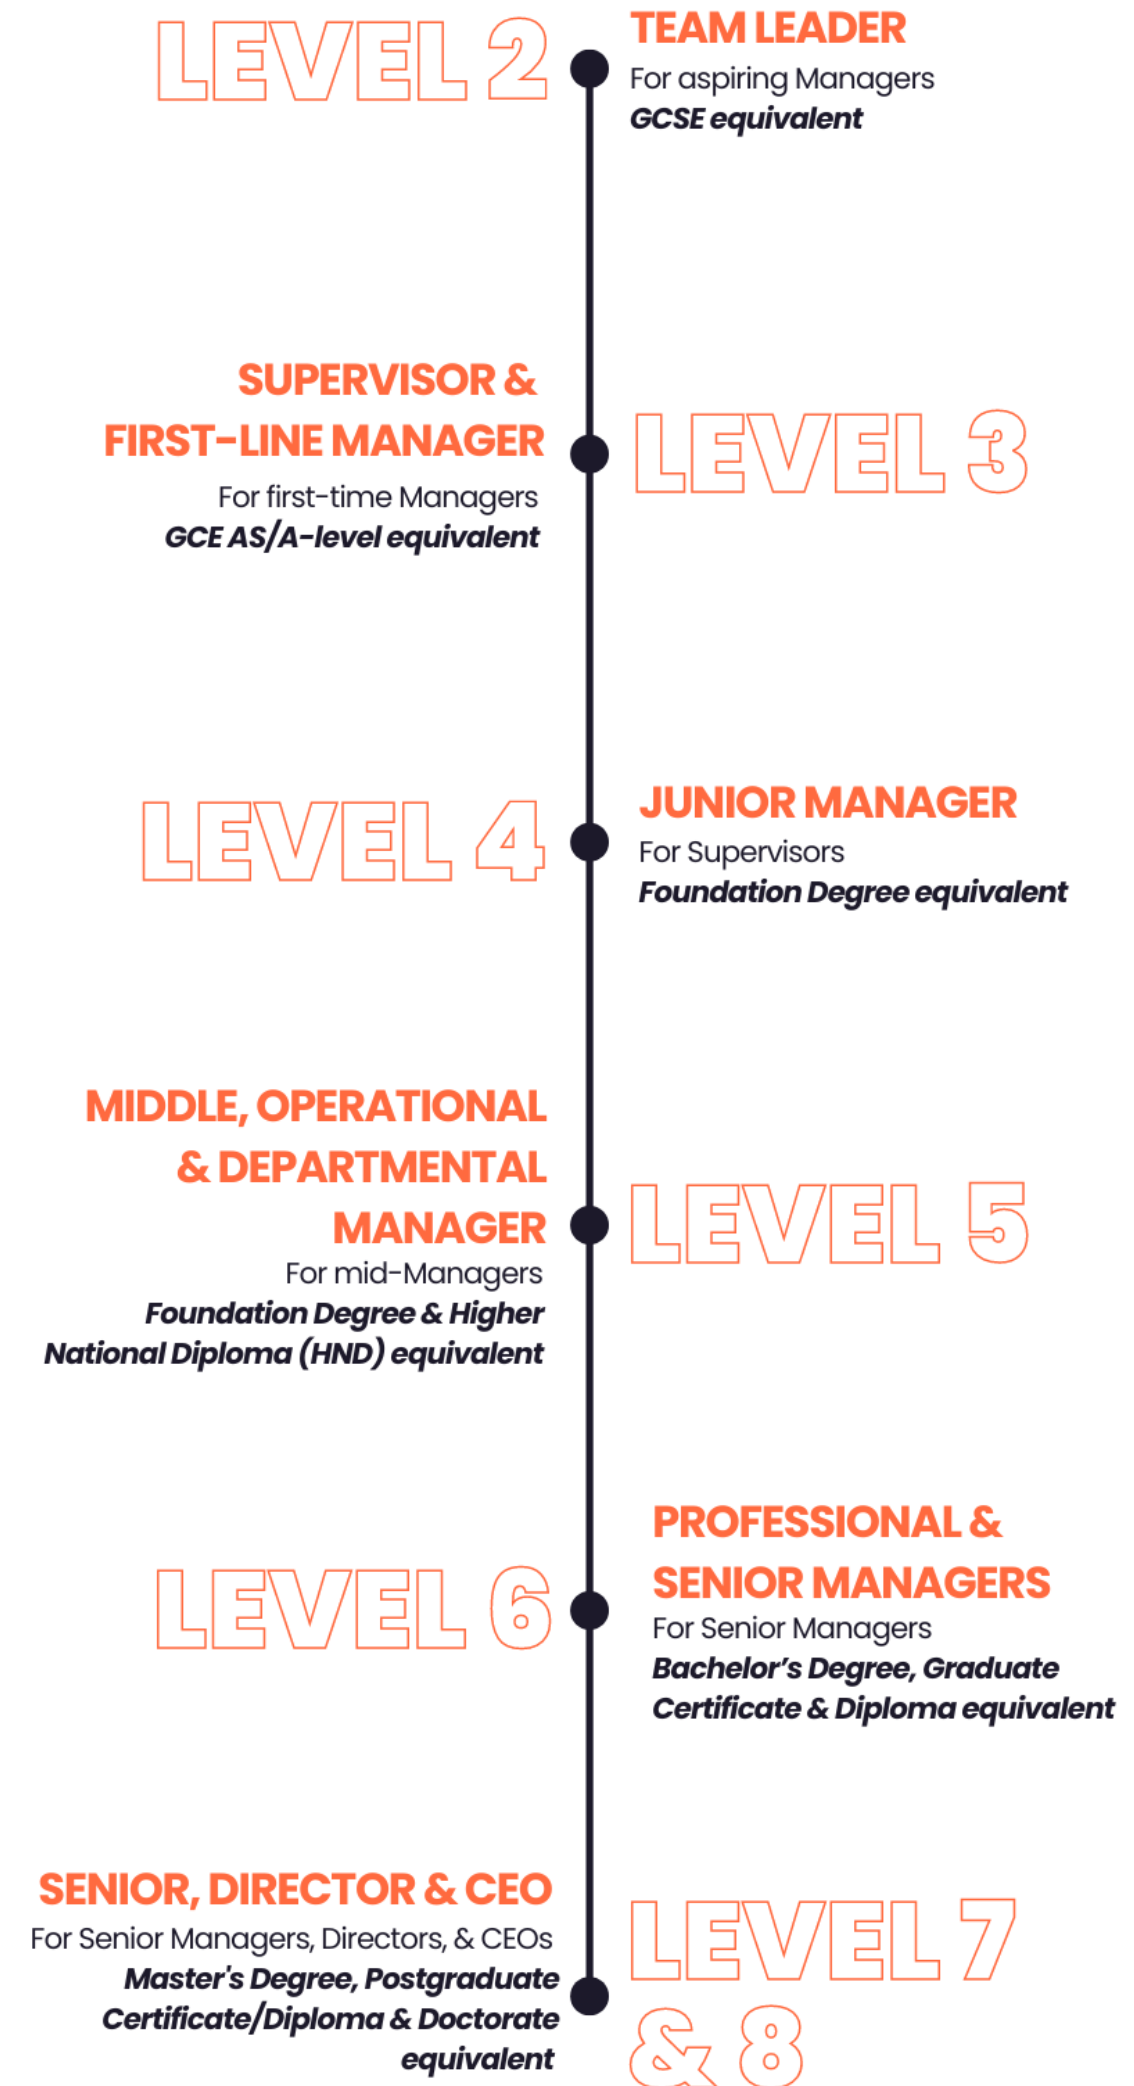 LEVEL 2
TEAM LEADER
For aspiring Managers
GCSE equivalent
SUPERVISOR &
FIRST-LINE MANAGER
For first-time Managers
GCE AS/A-level equivalent
LEVEL 3
LEVEL 4
JUNIOR MANAGER
For Supervisors
Foundation Degree equivalent
MIDDLE, OPERATIONAL
& DEPARTMENTAL
MANAGER
For mid-Managers
Foundation Degree & Higher
National Diploma (HND) equivalent
LEVEL 5
LEVEL 6
PROFESSIONAL &
SENIOR MANAGERS
For Senior Managers
Bachelor’s Degree, Graduate
Certificate & Diploma equivalent
SENIOR, DIRECTOR & CEO
For Senior Managers, Directors, & CEOs
Master's Degree, Postgraduate
Certificate/Diploma & Doctorate
equivalent
LEVEL 7
& 8